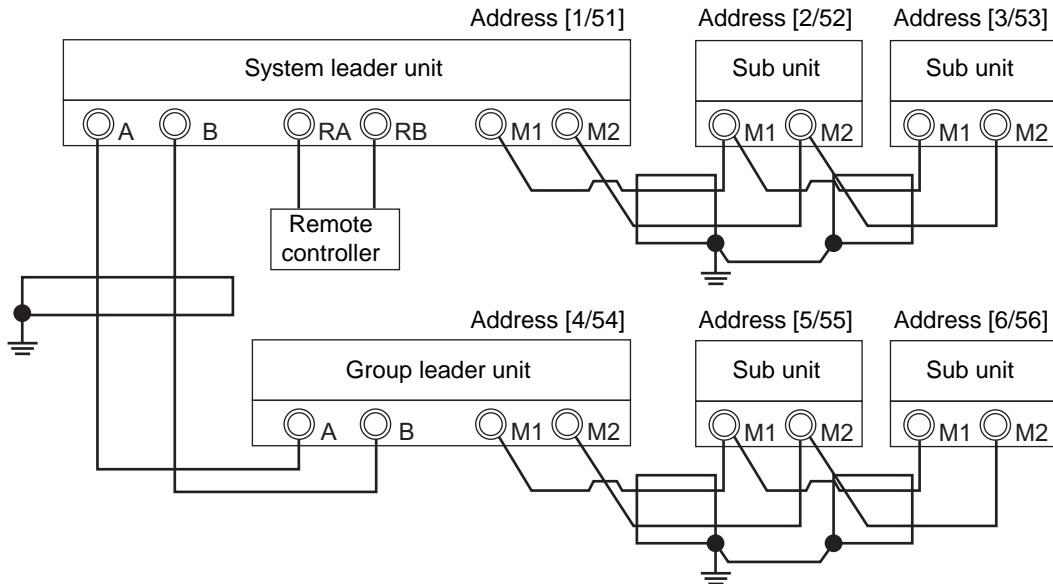 Address [1/51] Address [2/52] Address [3/53]
System leader unit Sub unit Sub unit
A B RA RB M1 M2 M1 M2 M1 M2
Remote
controller
Address [4/54] Address [5/55] Address [6/56]
Group leader unit Sub unit Sub unit
A B M1 M2 M1 M2 M1 M2